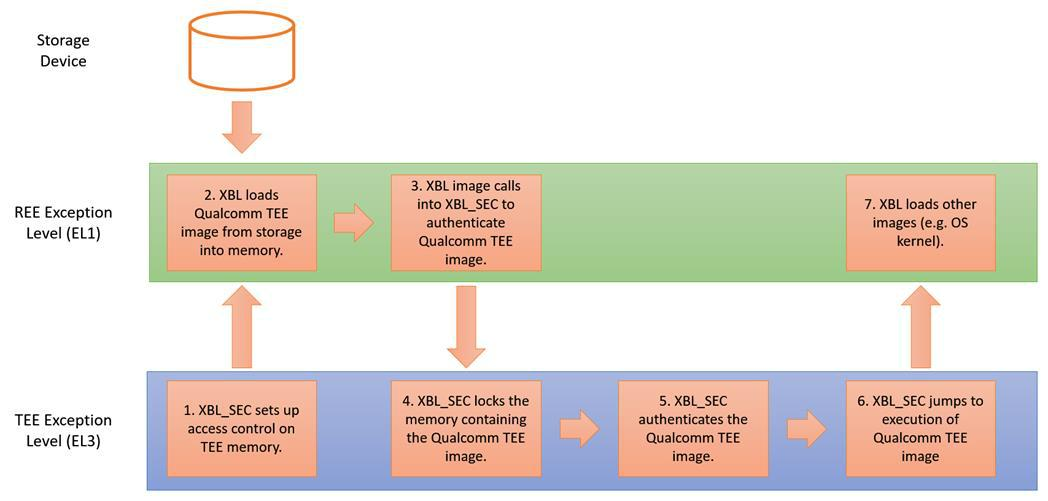 Storage
Device
REE Exception
Level (EL1)
2. XBL loads
Qualcomm TEE
image from storage
into memory.
3. XBL image calls
into XBL_SEC to
authenticate
Qualcomm TEE
image.
7. XBL loads other
images (e.g. OS
kernel).
TEE Exception
Level (EL3)
1. XBL_SEC sets up
access control on
TEE memory.
4. XBL_SEC locks the
memory containing
the Qualcomm TEE
image.
5. XBL_SEC
authenticates the
Qualcomm TEE
image.
6. XBL_SEC jumps to
execution of
Qualcomm TEE
image